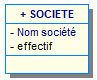 + SOCIETE
- Nom société
- effectif